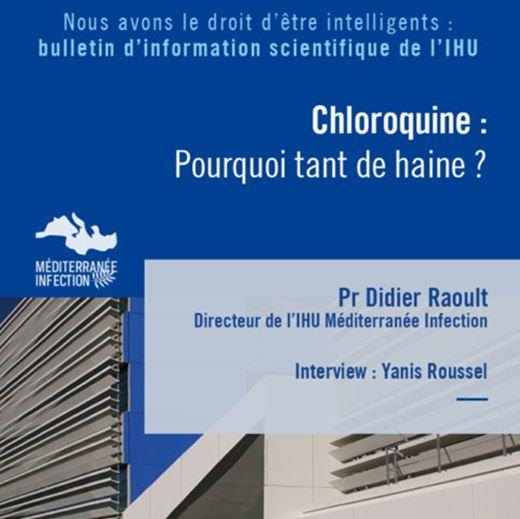 Nous avons le droit d'être intelligents :
bulletin d'information scientifique de l'IHU
Chloroquine :
Pourquoi tant de haine ?
MÉDITERRANÉE
INFECTION
Pr Didier Raoult
Directeur de l'IHU Méditerranée Infection
Interview : Yanis Roussel